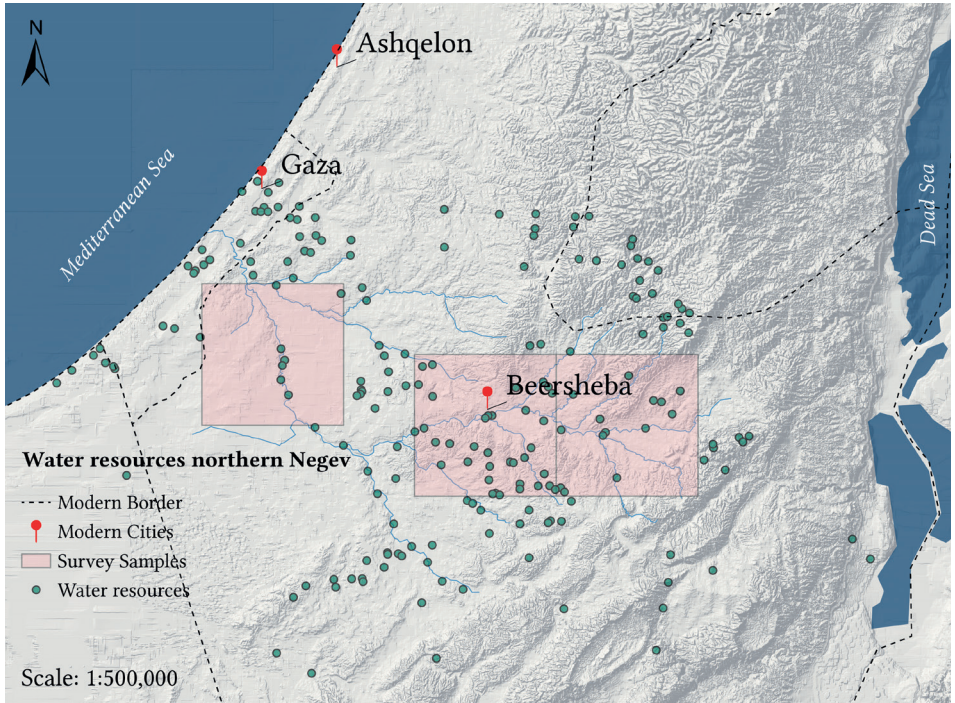 N
Ashqelon
Gaza
Mediterranean Sea
Dead Sea
Beersheba
Water resources northern Negev
Modern Border
Modern Cities
Survey Samples
Water resources
Scale: 1:500,000